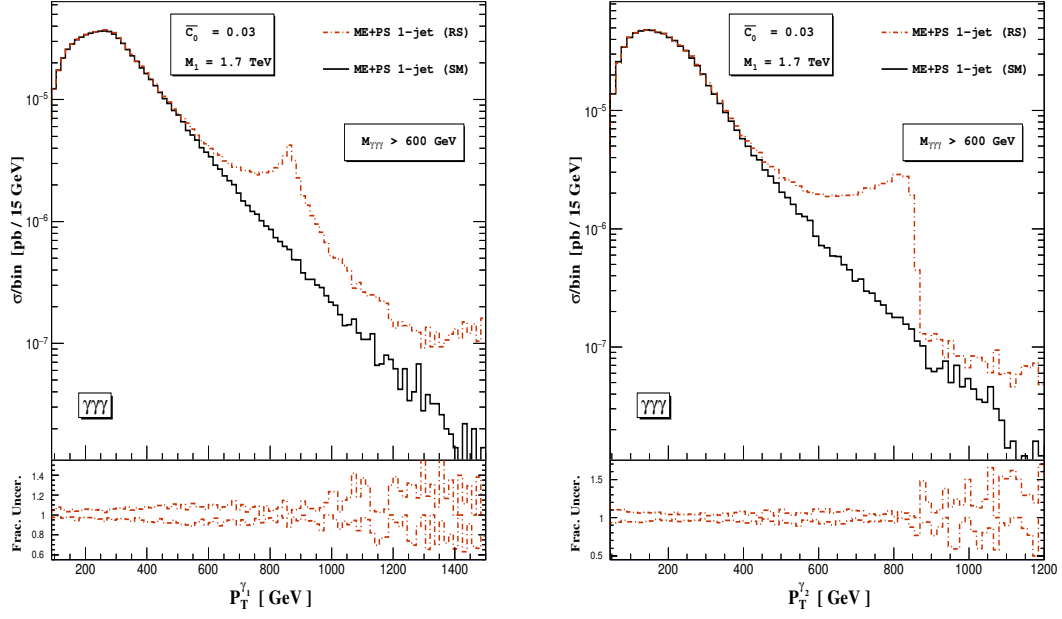 C̅₀ = 0.03
M₁ = 1.7 TeV
ME+PS 1-jet (RS)
ME+PS 1-jet (SM)
M_γγγ > 600 GeV
σ/bin [pb / 15 GeV]
10⁻⁵
10⁻⁶
10⁻⁷
γγγ
Frac. Uncer.
1.4
1.2
1
0.8
0.6
200 400 600 800 1000 1200 1400
P_T^γ₁ [ GeV ]
C̅₀ = 0.03
M₁ = 1.7 TeV
ME+PS 1-jet (RS)
ME+PS 1-jet (SM)
M_γγγ > 600 GeV
σ/bin [pb / 15 GeV]
10⁻⁵
10⁻⁶
10⁻⁷
γγγ
Frac. Uncer.
1.5
1
0.5
200 400 600 800 1000 1200
P_T^γ₂ [ GeV ]